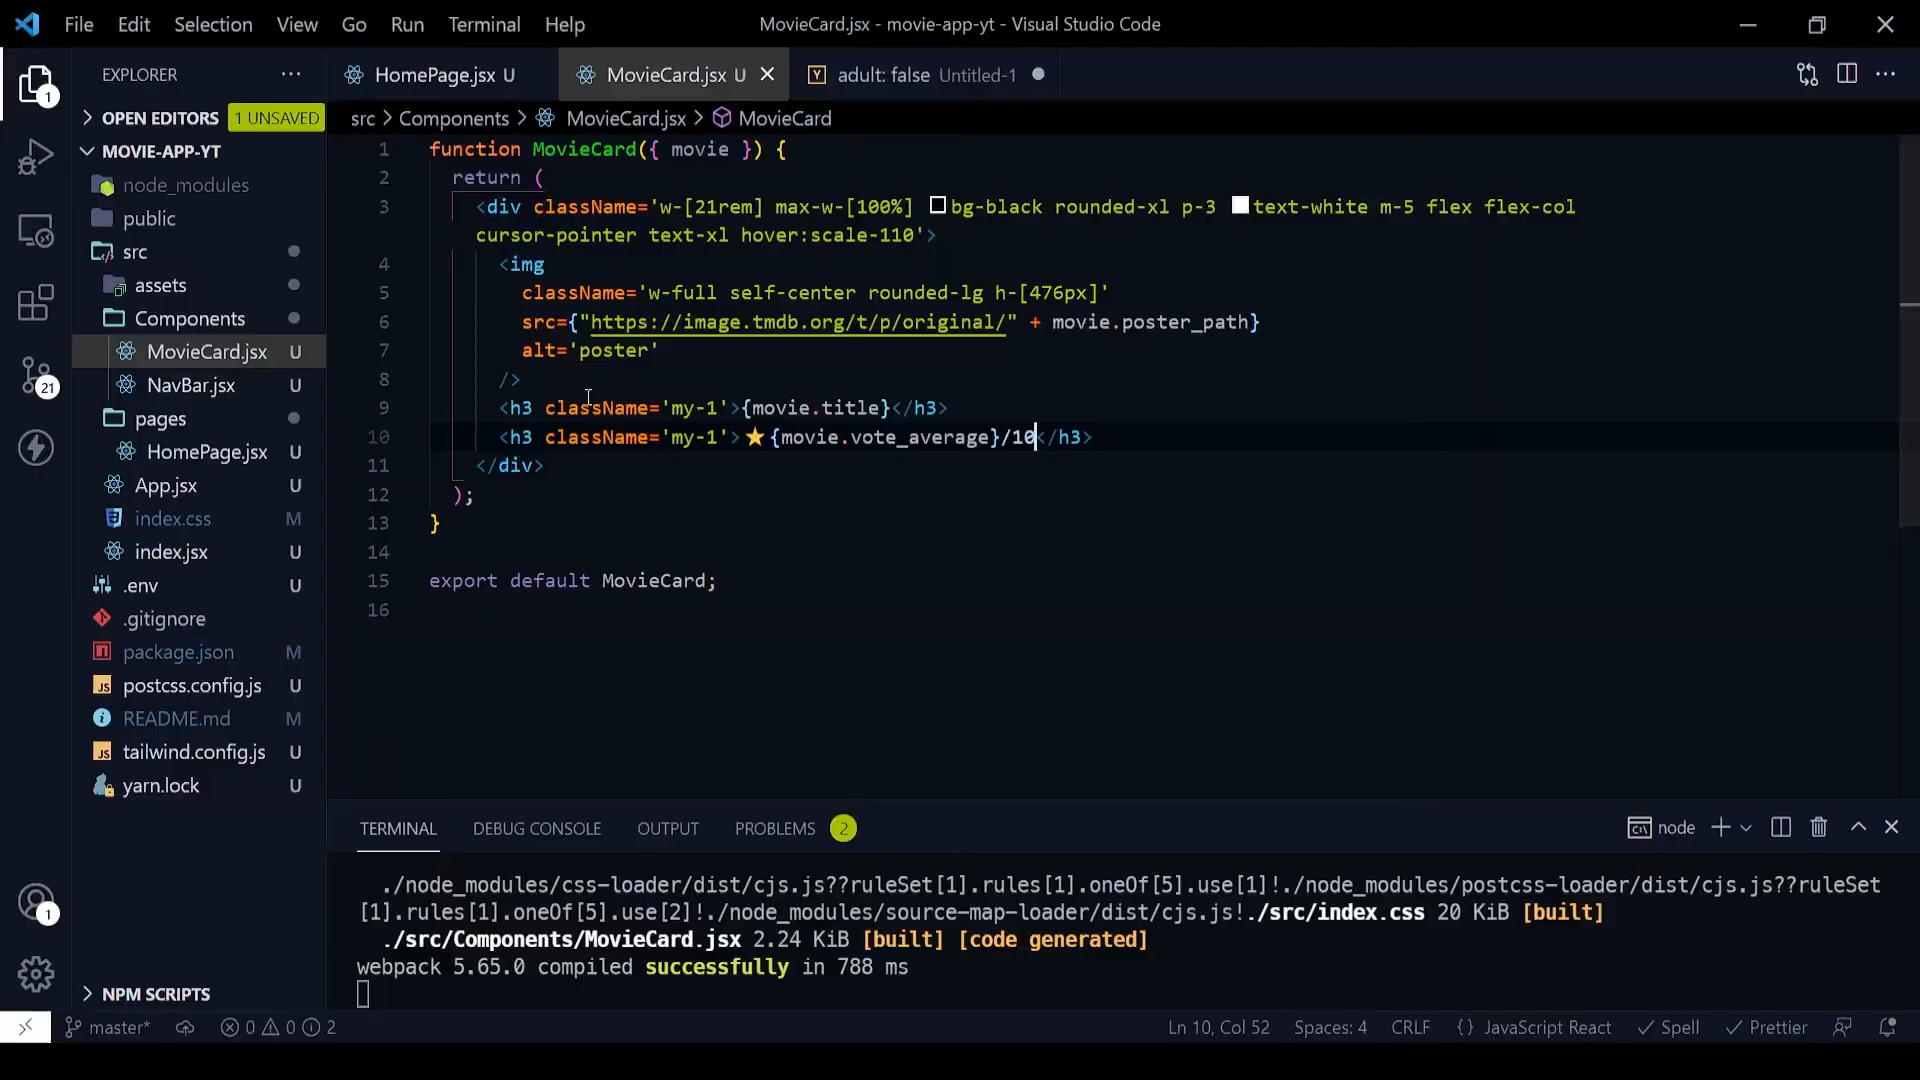 File Edit Selection View Go Run Terminal Help
MovieCard.jsx - movie-app-yt - Visual Studio Code
EXPLORER
HomePage.jsx U
MovieCard.jsx U
adult: false Untitled-1
OPEN EDITORS 1 UNSAVED
src > Components > MovieCard.jsx > MovieCard
MOVIE-APP-YT
node_modules
public
src
assets
Components
MovieCard.jsx U
NavBar.jsx U
pages
HomePage.jsx U
App.jsx U
index.css M
index.jsx U
.env U
.gitignore
package.json M
postcss.config.js U
README.md M
tailwind.config.js U
yarn.lock U
NPM SCRIPTS
1 function MovieCard({ movie }) {
2 return (
3 <div className='w-[21rem] max-w-[100%] bg-black rounded-xl p-3 text-white m-5 flex flex-col
cursor-pointer text-xl hover:scale-110'>
4 <img
5 className='w-full self-center rounded-lg h-[476px]'
6 src={"https://image.tmdb.org/t/p/original/" + movie.poster_path}
7 alt='poster'
8 />
9 <h3 className='my-1'>{movie.title}</h3>
10 <h3 className='my-1'>⭐{movie.vote_average}/10</h3>
11 </div>
12 );
13 }
14
15 export default MovieCard;
16
TERMINAL DEBUG CONSOLE OUTPUT PROBLEMS 2
node
./node_modules/css-loader/dist/cjs.js??ruleSet[1].rules[1].oneOf[5].use[1]!./node_modules/postcss-loader/dist/cjs.js??ruleSet
[1].rules[1].oneOf[5].use[2]!./node_modules/source-map-loader/dist/cjs.js!./src/index.css 20 KiB [built]
./src/Components/MovieCard.jsx 2.24 KiB [built] [code generated]
webpack 5.65.0 compiled successfully in 788 ms
1
21
1
master* 0 0 2
Ln 10, Col 52 Spaces: 4 CRLF {} JavaScript React Spell Prettier